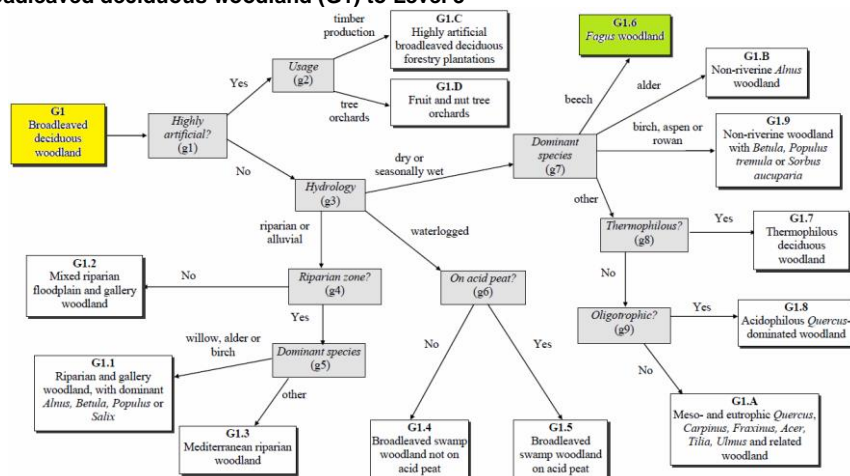 deciduous woodland (G1) to Level 3
timber
production
G1.C
Highly artificial
broadleaved deciduous
forestry plantations
G1.6
Fagus woodland
Usage
(g2)
Yes
G1.B
Non-riverine Alnus
woodland
alder
beech
G1
Broadleaved
deciduous
woodland
Highly
artificial?
(g1)
tree
orchards
G1.D
Fruit and nut tree
orchards
birch, aspen or
rowan
G1.9
Non-riverine woodland
with Betula, Populus
tremula or Sorbus
aucuparia
Dominant
species
(g7)
No
dry or
seasonally wet
Hydrology
(g3)
other
riparian or
alluvial
waterlogged
Thermophilous?
(g8)
Yes
G1.7
Thermophilous
deciduous
woodland
G1.2
Mixed riparian
floodplain and gallery
woodland
No
Riparian zone?
(g4)
On acid peat?
(g6)
No
Oligotrophic?
(g9)
Yes
G1.8
Acidophilous Quercus-
dominated woodland
Yes
willow, alder or
birch
Dominant species
(g5)
No
Yes
No
G1.1
Riparian and gallery
woodland, with dominant
Alnus, Betula, Populus or
Salix
other
G1.3
Mediterranean riparian
woodland
G1.4
Broadleaved swamp
woodland not on
acid peat
G1.5
Broadleaved
swamp woodland
on acid peat
G1.A
Meso- and eutrophic Quercus,
Carpinus, Fraxinus, Acer,
Tilia, Ulmus and related
woodland